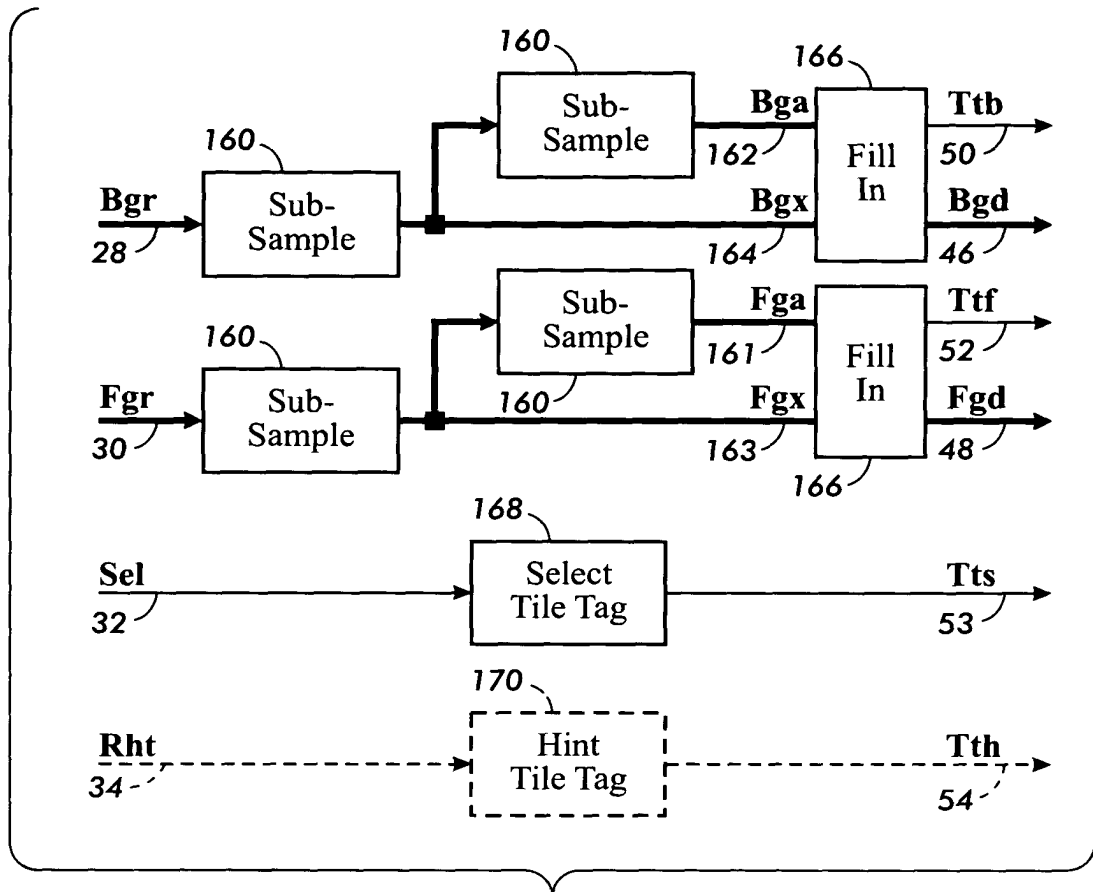 160
166
160
Sub-
Sample
Bga
162
Fill
In
Ttb
50
Bgr
28
Sub-
Sample
Bgx
164
Bgd
46
160
Sub-
Sample
Fga
161
160
Fill
In
Ttf
52
Fgr
30
Sub-
Sample
Fgx
163
166
Fgd
48
168
Sel
32
Select
Tile Tag
Tts
53
170
Rht
34
Hint
Tile Tag
Tth
54